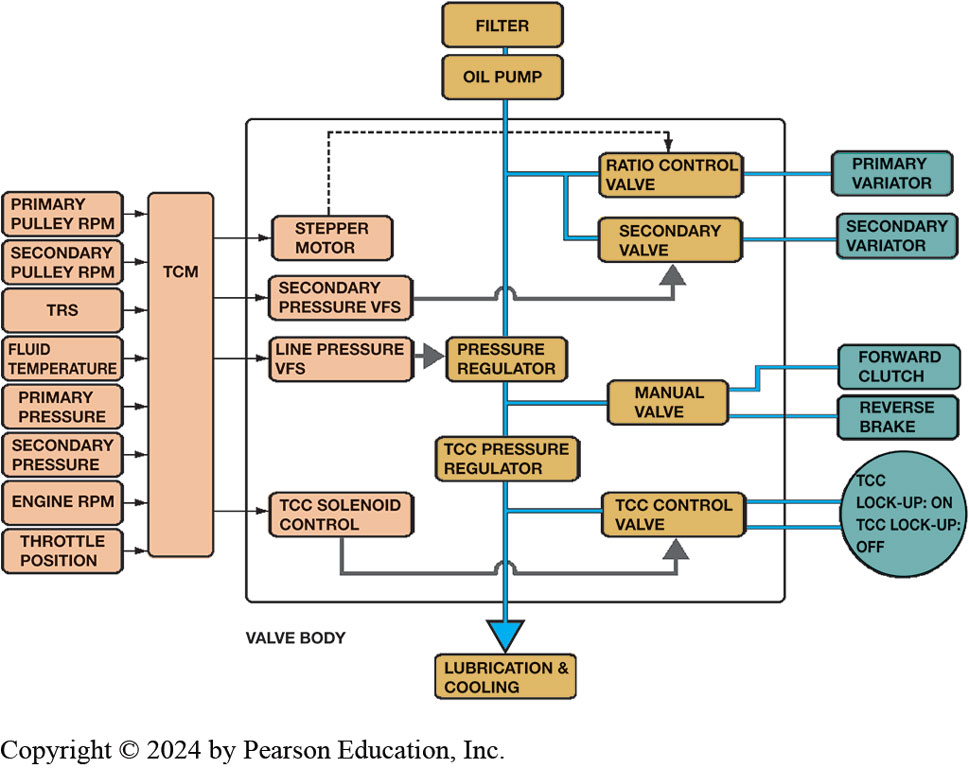 FILTER
OIL PUMP
RATIO CONTROL
VALVE
PRIMARY
VARIATOR
PRIMARY
PULLEY RPM
SECONDARY
PULLEY RPM
TRS
FLUID
TEMPERATURE
PRIMARY
PRESSURE
SECONDARY
PRESSURE
ENGINE RPM
THROTTLE
POSITION
TCM
STEPPER
MOTOR
SECONDARY
VALVE
SECONDARY
VARIATOR
SECONDARY
PRESSURE VFS
LINE PRESSURE
VFS
PRESSURE
REGULATOR
FORWARD
CLUTCH
MANUAL
VALVE
REVERSE
BRAKE
TCC PRESSURE
REGULATOR
TCC SOLENOID
CONTROL
TCC CONTROL
VALVE
TCC
LOCK-UP: ON
TCC LOCK-UP:
OFF
VALVE BODY
LUBRICATION &
COOLING
Copyright © 2024 by Pearson Education, Inc.